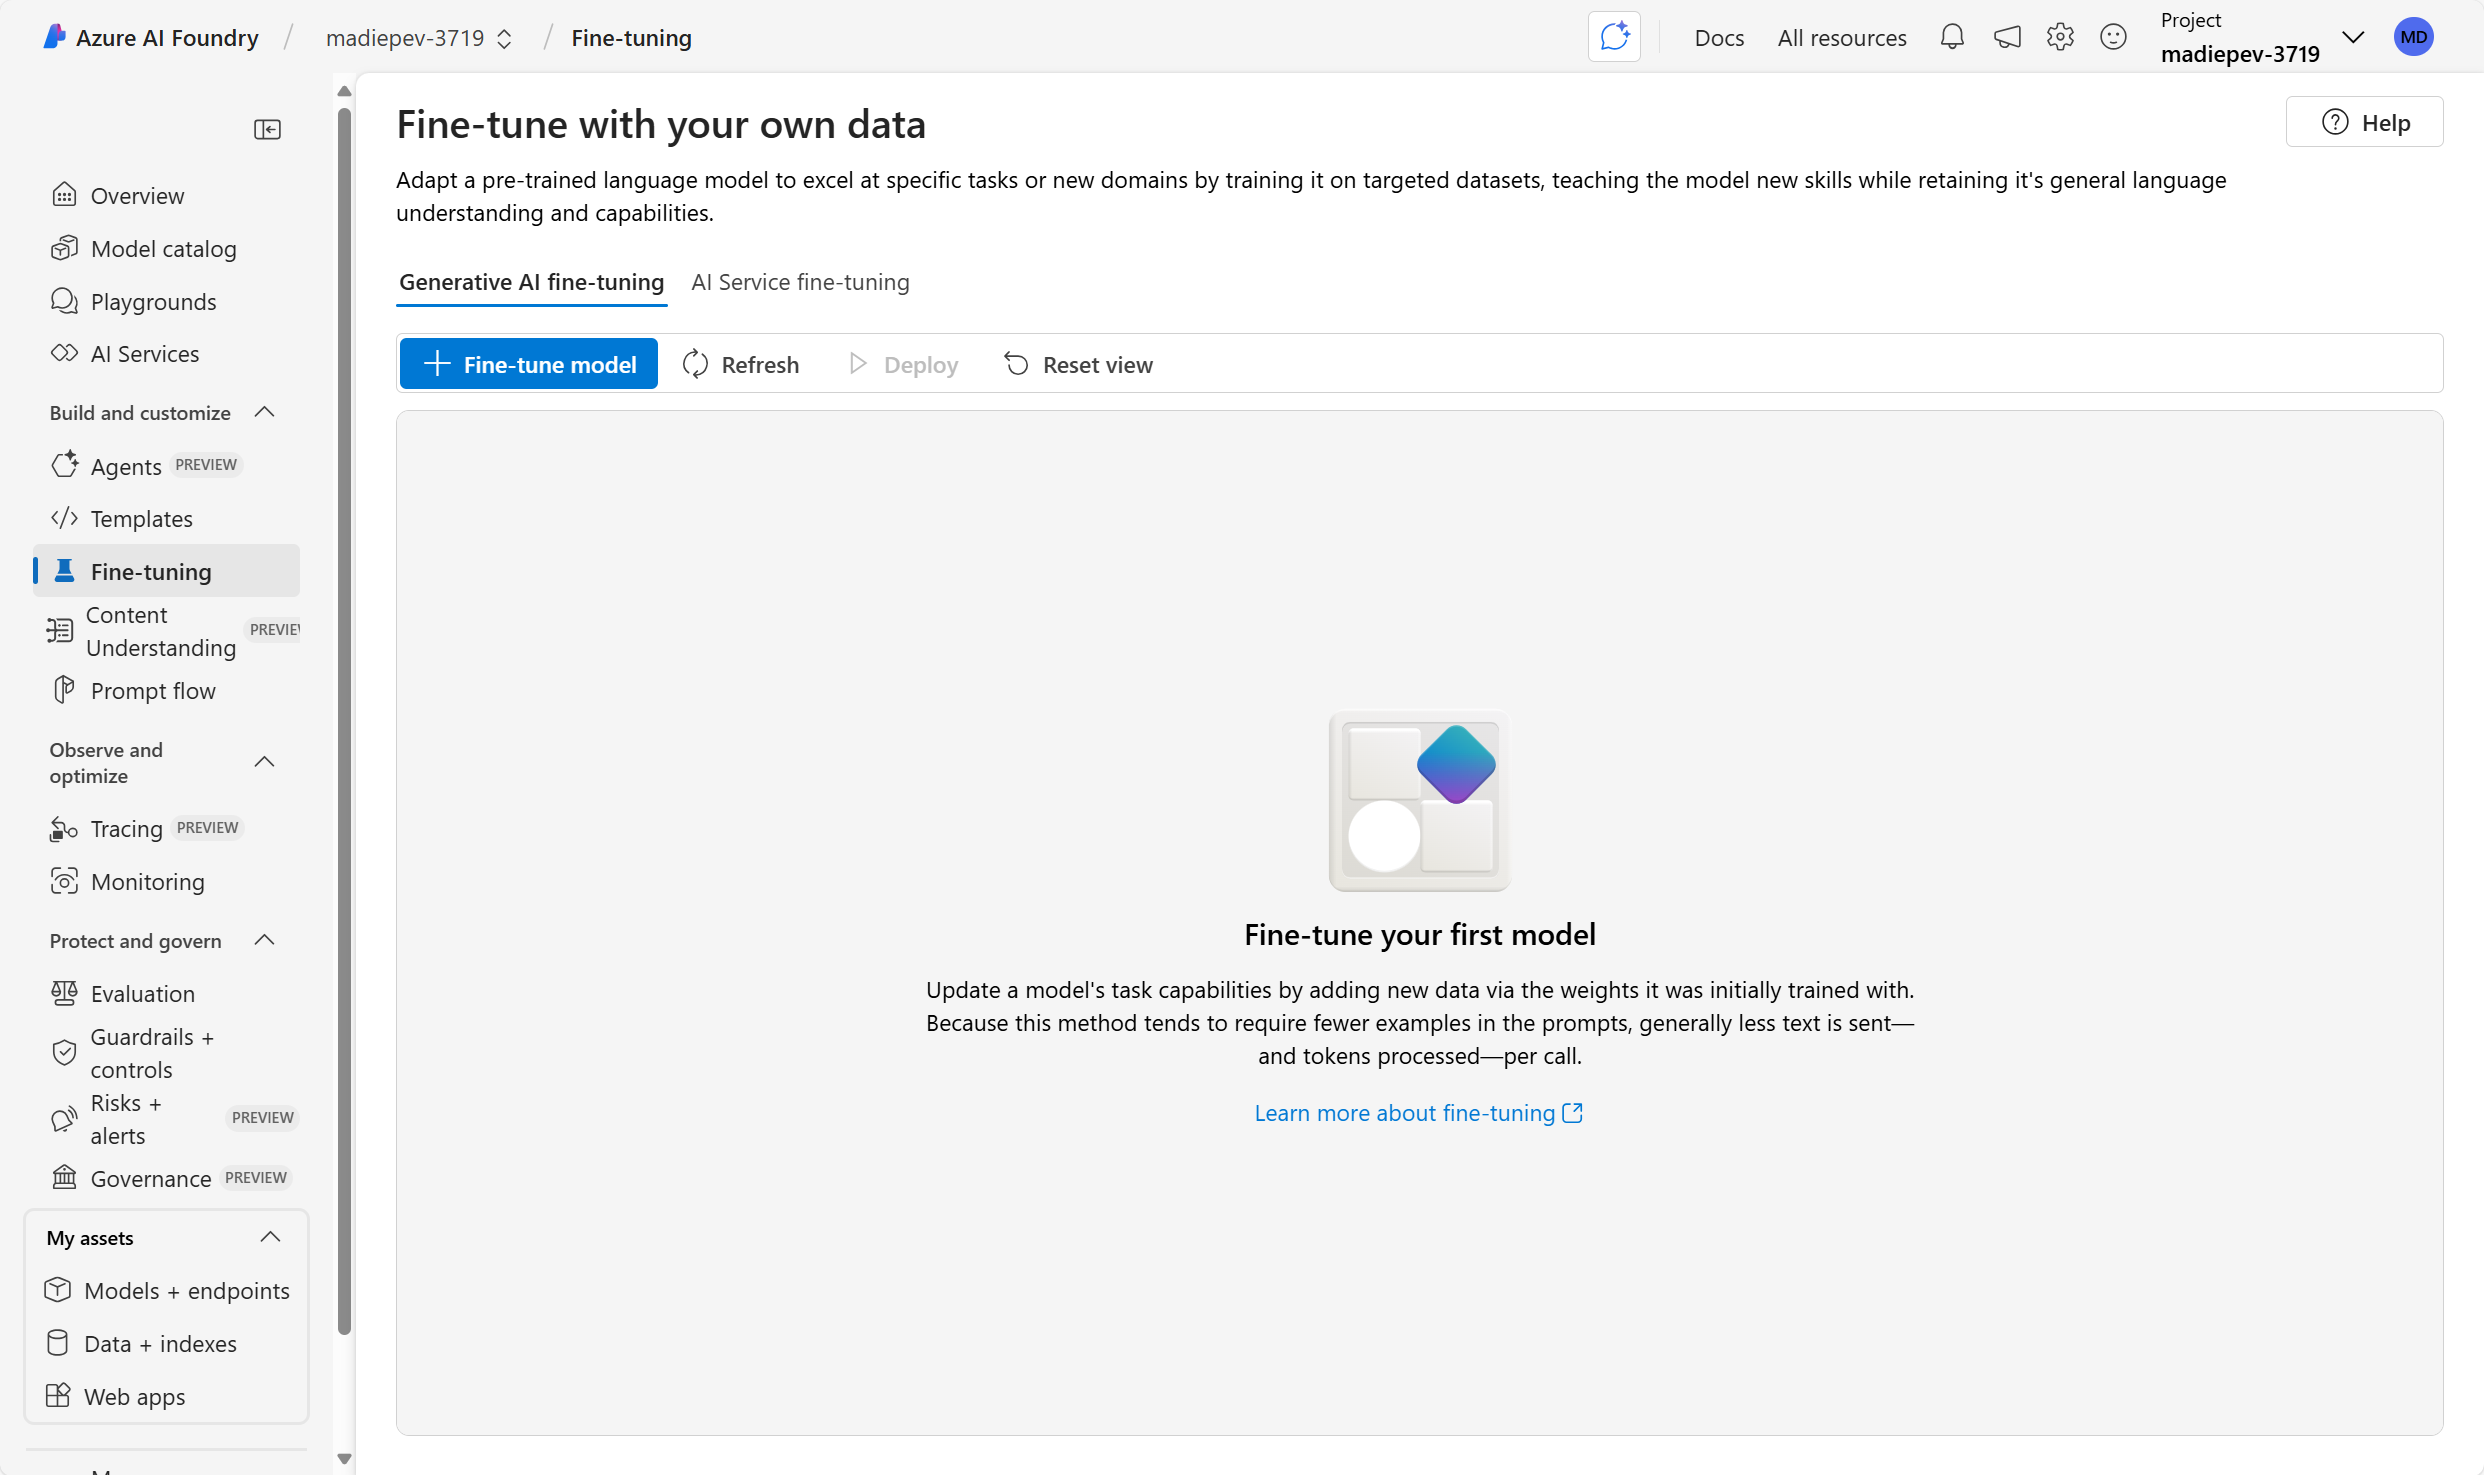 Azure AI Foundry / madiepev-3719 / Fine-tuning
Docs
All resources
Project
madiepev-3719
MD
Overview
Model catalog
Playgrounds
AI Services
Build and customize
Agents PREVIEW
Templates
Fine-tuning
Content
Understanding
PREVIEW
Prompt flow
Observe and
optimize
Tracing PREVIEW
Monitoring
Protect and govern
Evaluation
Guardrails +
controls
Risks +
alerts
PREVIEW
Governance PREVIEW
My assets
Models + endpoints
Data + indexes
Web apps
Fine-tune with your own data
Help
Adapt a pre-trained language model to excel at specific tasks or new domains by training it on targeted datasets, teaching the model new skills while retaining it's general language
understanding and capabilities.
Generative AI fine-tuning
AI Service fine-tuning
Fine-tune model
Refresh
Deploy
Reset view
Fine-tune your first model
Update a model's task capabilities by adding new data via the weights it was initially trained with.
Because this method tends to require fewer examples in the prompts, generally less text is sent—
and tokens processed—per call.
Learn more about fine-tuning